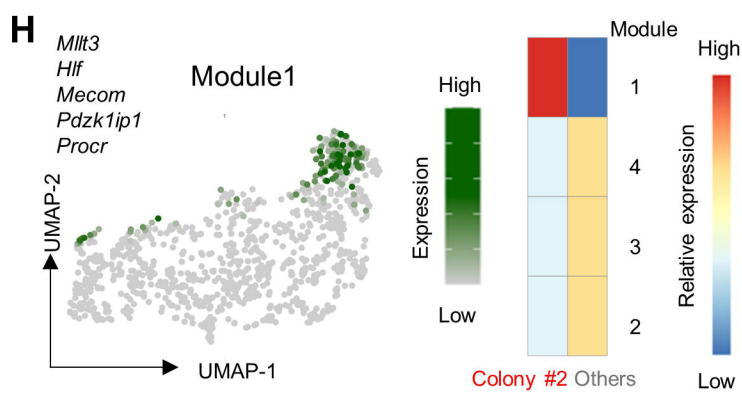 H
Mllt3
Hlf
Mecom
Pdzk1ip1
Procr
Module1
UMAP-2
UMAP-1
High
Expression
Low
Module
1
4
3
2
Colony #2 Others
High
Relative expression
Low